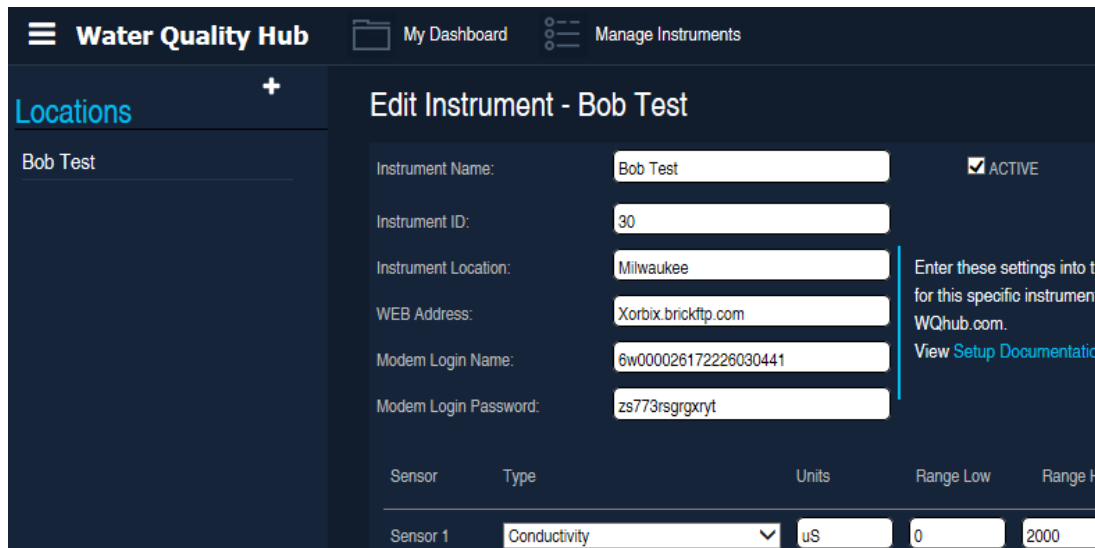 Water Quality Hub
My Dashboard
Manage Instruments
Locations
Bob Test
Edit Instrument - Bob Test
Instrument Name: Bob Test ACTIVE
Instrument ID: 30
Instrument Location: Milwaukee
WEB Address: Xorbix.brickftp.com
Modem Login Name: 6w000026172226030441
Modem Login Password: zs773rsgrgxryt
Enter these settings into t
for this specific instrumen
WQhub.com.
View Setup Documentatio
Sensor Type Units Range Low Range H
Sensor 1 Conductivity uS 0 2000